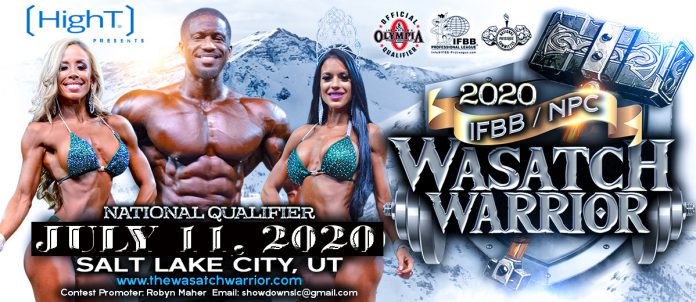 [HighT.]
PRESENTS
OFFICIAL
OLYMPIA
QUALIFIER
IFBB
PROFESSIONAL LEAGUE
2020
IFBB / NPC
WASATCH
WARRIOR
NATIONAL QUALIFIER
JULY 11, 2020
SALT LAKE CITY, UT
www.thewasatchwarrior.com
Contest Promoter: Robyn Maher Email: showdownslc@gmail.com